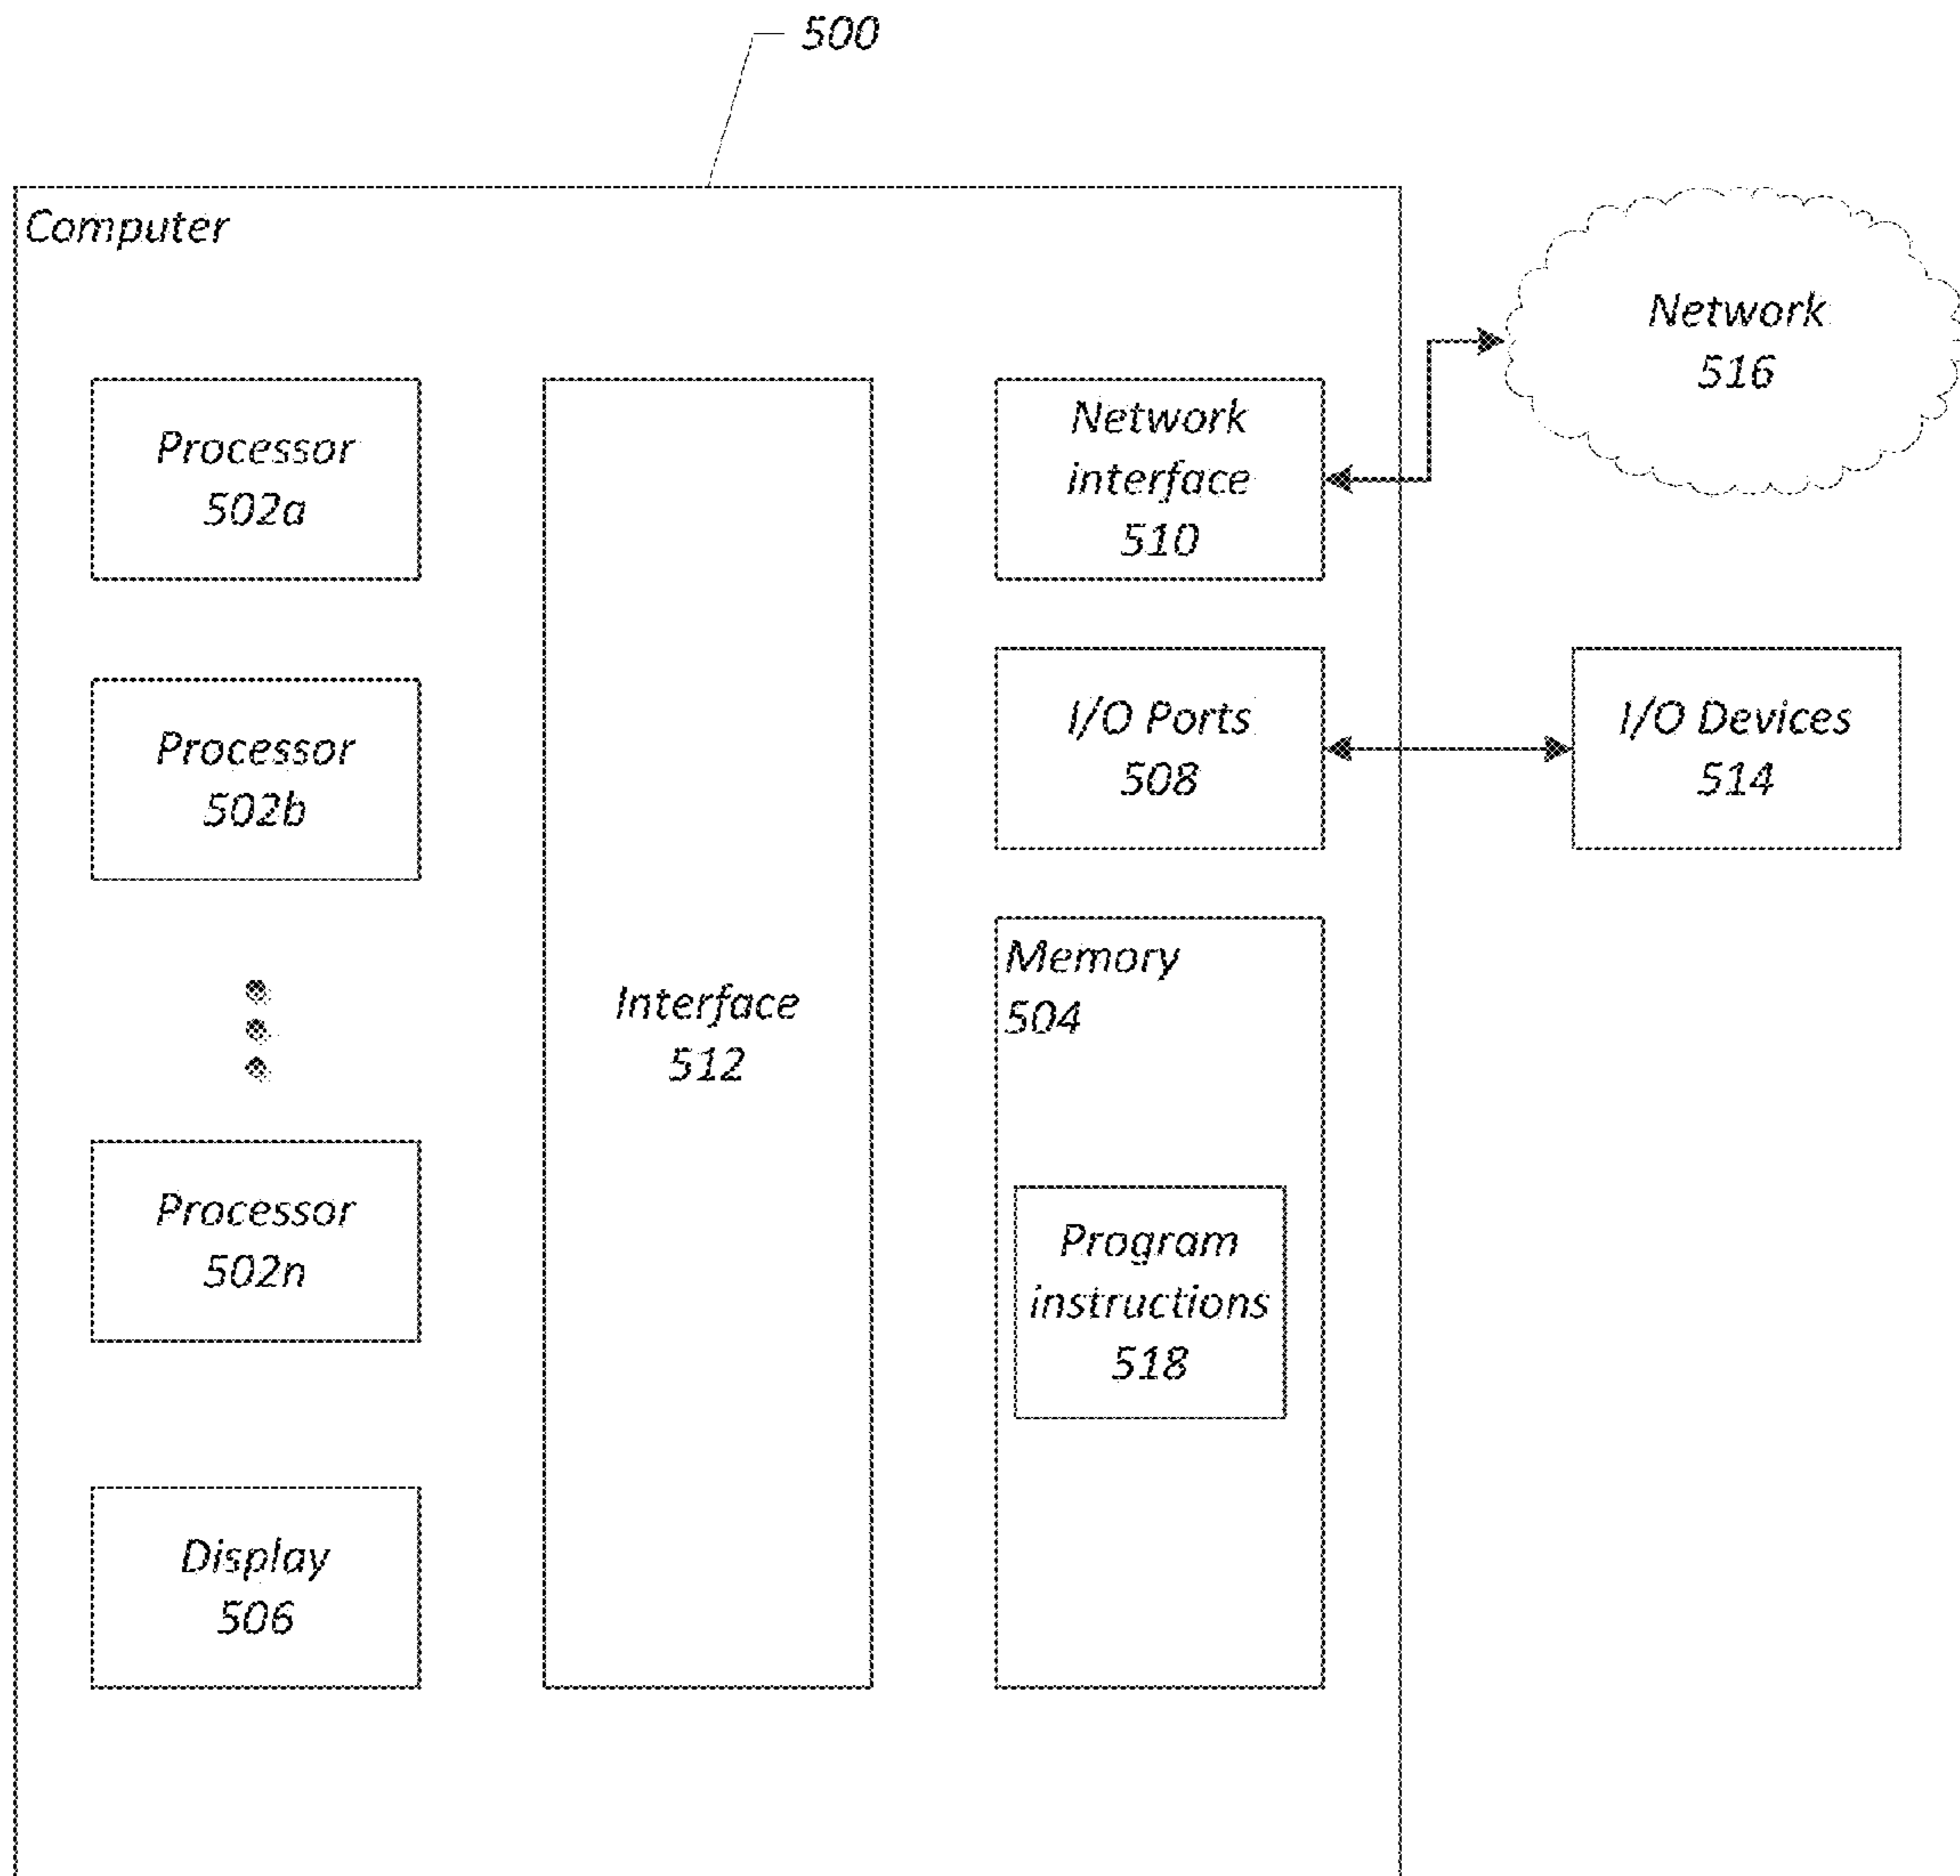 500
Computer
Network
516
Processor
502a
Network
interface
510
Processor
502b
I/O Ports
508
I/O Devices
514
Interface
512
Memory
504
Processor
502n
Program
instructions
518
Display
506